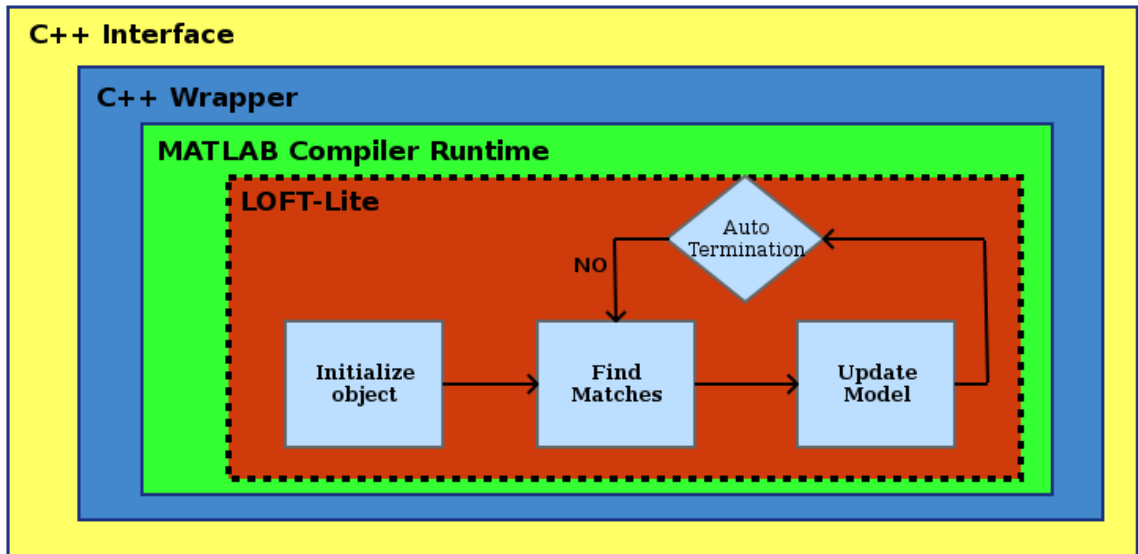 C++ Interface
C++ Wrapper
MATLAB Compiler Runtime
LOFT-Lite
Auto
Termination
NO
Initialize
object
Find
Matches
Update
Model